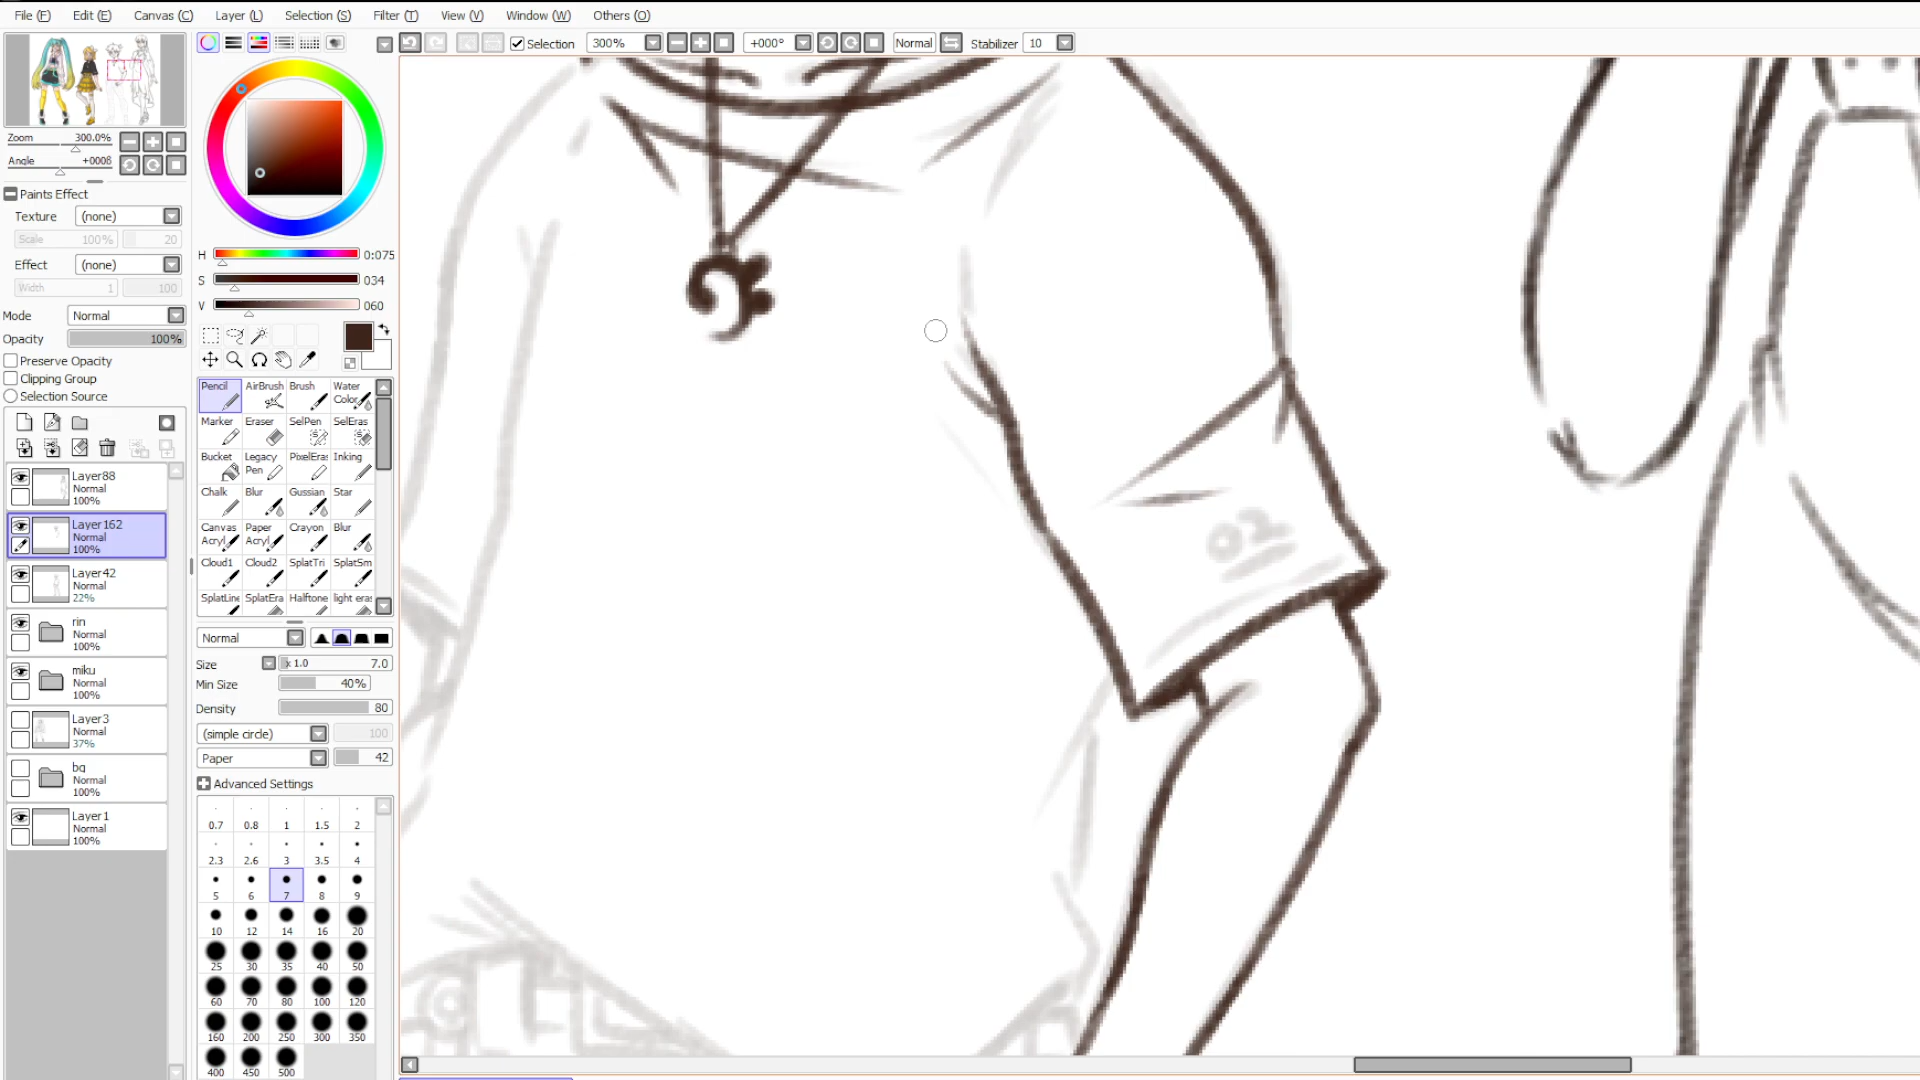 File (F) Edit (E) Canvas (C) Layer (L) Selection (S) Filter (T) View (V) Window (W) Others (O)
Selection 300% +000° Normal Stabilizer 10
Zoom 300.0%
Angle +000ß
Paints Effect
Texture (none)
Scale 100% 20
Effect (none)
Width 1 100
Mode Normal
Opacity 100%
Preserve Opacity
Clipping Group
Selection Source
Layer88
Normal
100%
Layer162
Normal
100%
Layer42
Normal
22%
rin
Normal
100%
miku
Normal
100%
Layer3
Normal
37%
bg
Normal
100%
Layer1
Normal
100%
H 0:075
S 034
V 060
Pencil AirBrush Brush Water Color
Marker Eraser SelPen SelEras
Bucket Legacy Pen PixelEra: Inking
Chalk Blur Gussian Star
Canvas Acryl Paper Acryl Crayon Blur
Cloud1 Cloud2 SplatTri SplatSm
SplatLine SplatEra Halftone light era:
Normal
Size x 1.0 7.0
Min Size 40%
Density 80
(simple circle) 100
Paper 42
Advanced Settings
0.7 0.8 1 1.5 2
2.3 2.6 3 3.5 4
5 6 7 8 9
10 12 14 16 20
25 30 35 40 50
60 70 80 100 120
160 200 250 300 350
400 450 500
02